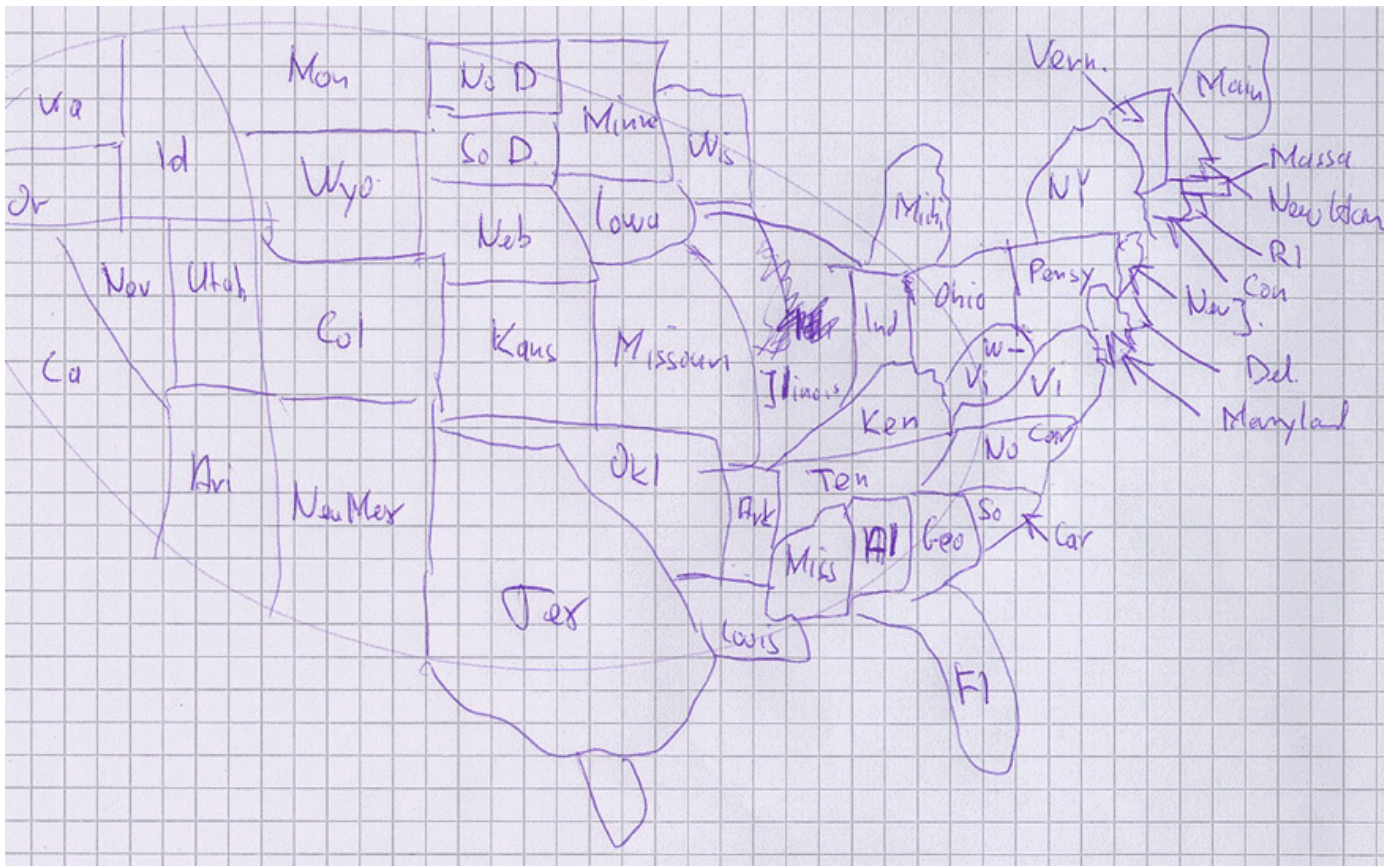 Mon
No D
Minne
Wis
Vern.
Main
Id
Wyo
So D.
Or
Neb
Iowa
Mich
NY
Massa
New Ham
RI
Con
New J.
Nev
Utah
Col
Kans
Missouri
Illinois
Ind
Ohio
Pensy
W-
Vi
Vi
Del.
Maryland
Ca
Ken
No Car
Ari
New Mex
Okl
Ten
Ark
Miss
Al
Geo
So
Car
Tex
Louis
Fl